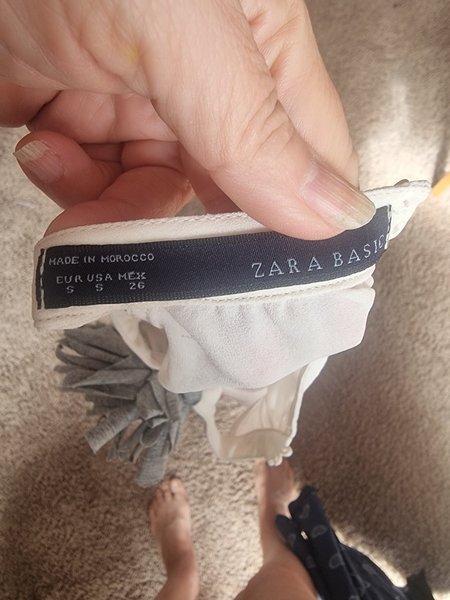 MADE IN MOROCCO
EUR USA MEX
S S 26
ZARA BASIC